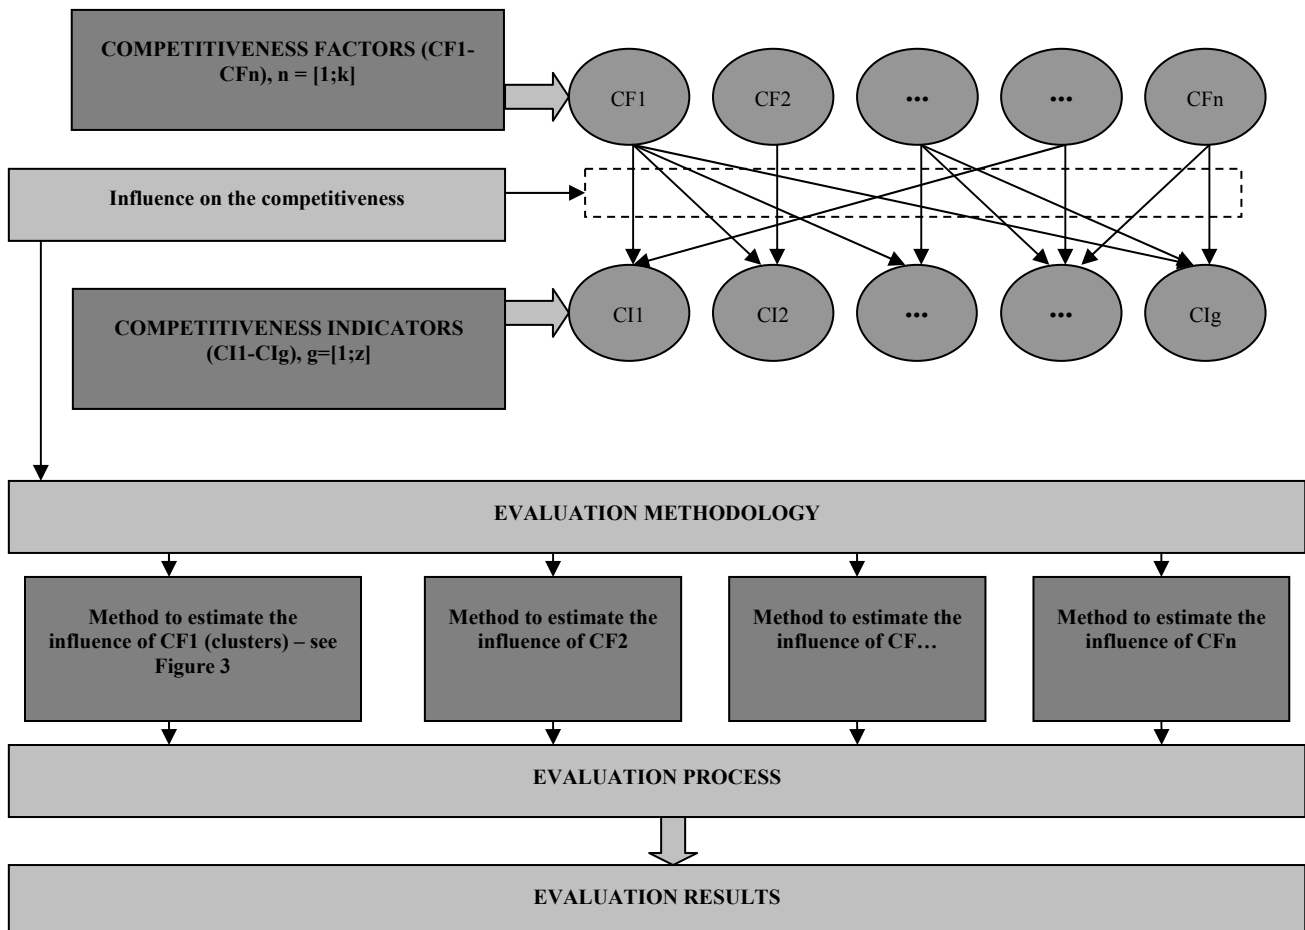 COMPETITIVENESS FACTORS (CF1-
CFn), n = [1;k]
CF1
CF2
...
...
CFn
Influence on the competitiveness
COMPETITIVENESS INDICATORS
(CI1-CIg), g=[1;z]
CI1
CI2
...
...
CIg
EVALUATION METHODOLOGY
Method to estimate the
influence of CF1 (clusters) – see
Figure 3
Method to estimate the
influence of CF2
Method to estimate the
influence of CF…
Method to estimate the
influence of CFn
EVALUATION PROCESS
EVALUATION RESULTS